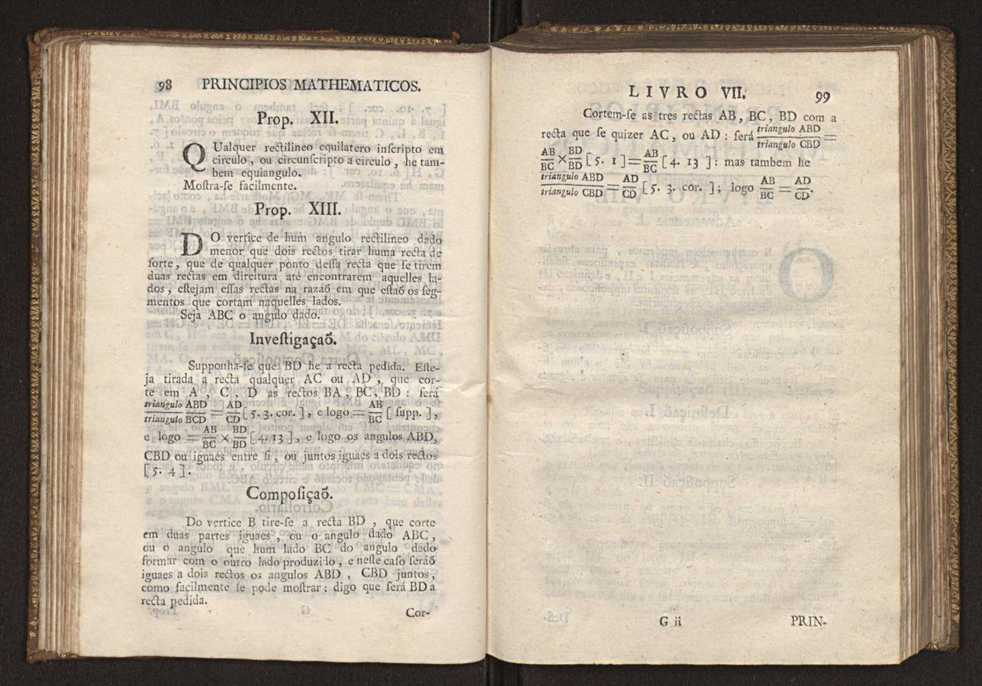 98 PRINCIPIOS MATHEMATICOS.
Prop. XII.
QUalquer rectilineo equilatero inſcripto em
circulo, ou circunſcripto a circulo, he tam-
bem equiangulo.
Moſtra-ſe facilmente.
Prop. XIII.
DO vertice de hum angulo rectilineo dado
menor que dois rectos tirar huma recta de
ſorte, que de qualquer ponto deſſa recta que ſe tirem
duas rectas em direitura até encontrarem aquelles la-
dos, eſtejam eſſas rectas na razaõ em que eſtaõ os ſeg-
mentos que cortam naquelles lados.
Seja ABC o angulo dado.
Inveſtigaçaõ.
Supponha-ſe que BD he a recta pedida. Eſte-
ja tirada a recta qualquer AC ou AD, que cor-
te em A, C, D as rectos BA, BC, BD: ſerá
triangulo ABD/triangulo BCD = AD/CD [5. 3. cor.], e logo = AB/BC [ſupp.],
e logo = AB/BC × BD/BD [4. 13], e logo os angulos ABD,
CBD ou iguaes entre ſi, ou juntos iguaes a dois rectos
[5. 4].
Compoſiçaõ.
Do vertice B tire-ſe a recta BD, que corte
em duas partes iguaes, ou o angulo dado ABC,
ou o angulo que hum lado BC do angulo dado
formar com o outro lado produzido, e neſte caſo ſeráõ
iguaes a dois rectos os angulos ABD, CBD juntos,
como facilmente ſe pode moſtrar: digo que ſerá BD a
recta pedida.
Cor-
LIVRO VII. 99
Cortem-ſe as tres rectas AB, BC, BD com a
recta que ſe quizer AC, ou AD: ſerá triangulo ABD/triangulo CBD =
AB/BC × BD/BD [5. 1] = AB/BC [4. 13]: mas tambem he
triangulo ABD/triangulo CBD = AD/CD [5. 3. cor.]; logo AB/BC = AD/CD.
G ii PRIN-